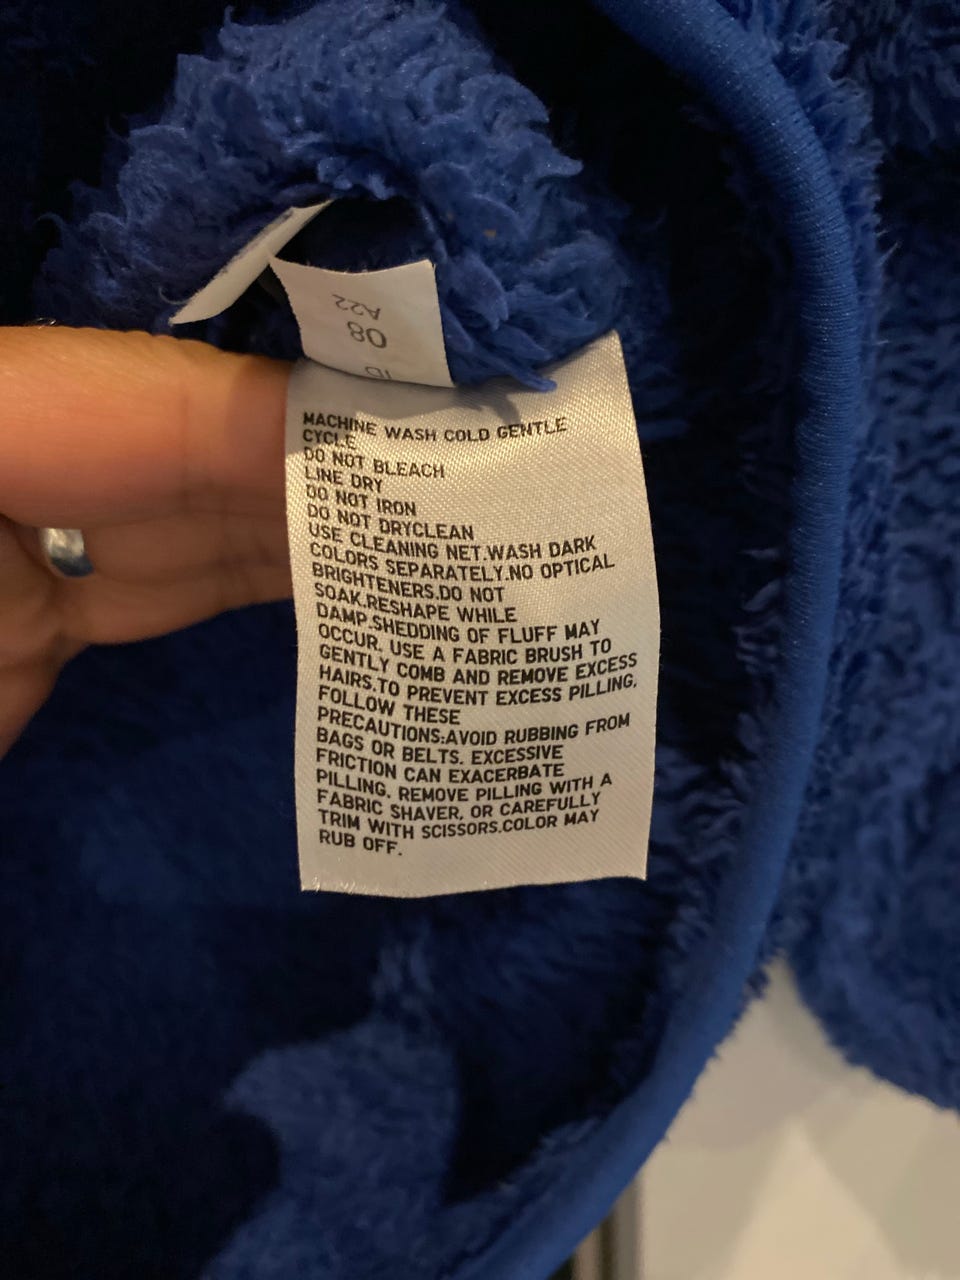 A22
08
MACHINE WASH COLD GENTLE
CYCLE
DO NOT BLEACH
LINE DRY
DO NOT IRON
DO NOT DRYCLEAN
USE CLEANING NET.WASH DARK
COLORS SEPARATELY.NO OPTICAL
BRIGHTENERS.DO NOT
SOAK.RESHAPE WHILE
DAMP.SHEDDING OF FLUFF MAY
OCCUR. USE A FABRIC BRUSH TO
GENTLY COMB AND REMOVE EXCESS
HAIRS.TO PREVENT EXCESS PILLING,
FOLLOW THESE
PRECAUTIONS:AVOID RUBBING FROM
BAGS OR BELTS. EXCESSIVE
FRICTION CAN EXACERBATE
PILLING. REMOVE PILLING WITH A
FABRIC SHAVER, OR CAREFULLY
TRIM WITH SCISSORS.COLOR MAY
RUB OFF.